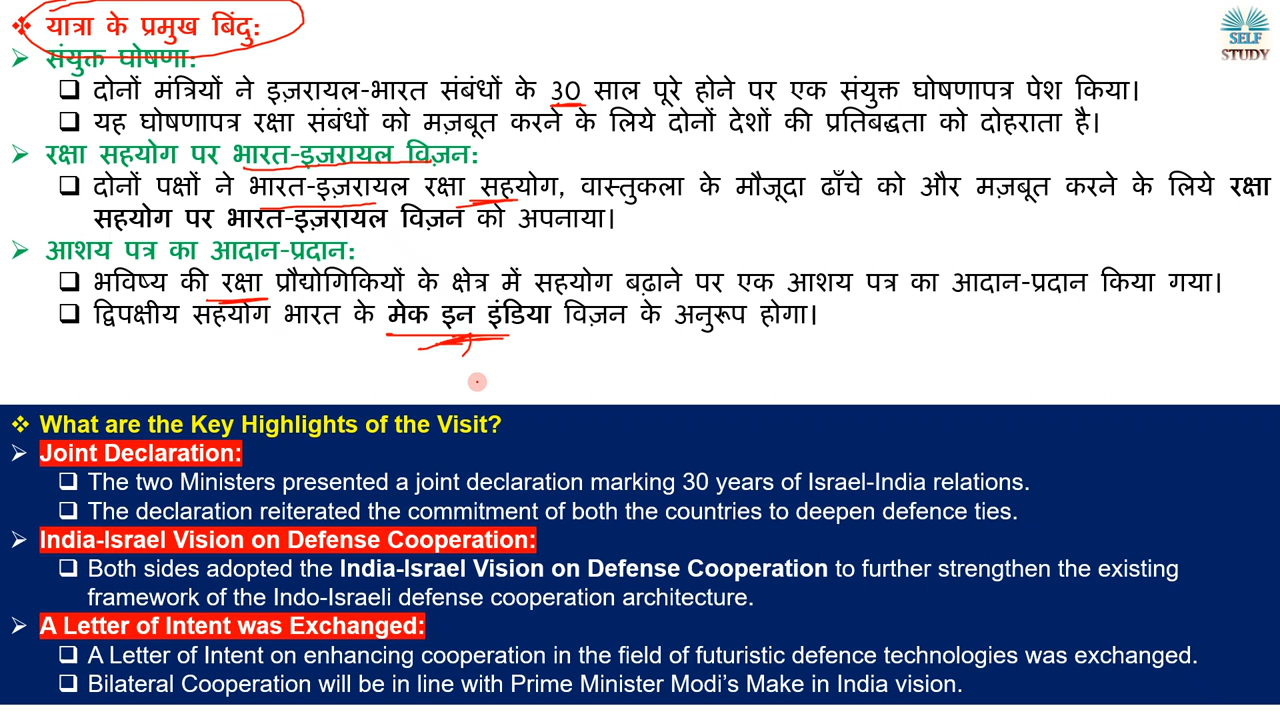 ❖ यात्रा के प्रमुख बिंदु:
SELF
STUDY
➢ संयुक्त घोषणा:
❑ दोनों मंत्रियों ने इज़रायल-भारत संबंधों के 30 साल पूरे होने पर एक संयुक्त घोषणापत्र पेश किया।
❑ यह घोषणापत्र रक्षा संबंधों को मज़बूत करने के लिये दोनों देशों की प्रतिबद्धता को दोहराता है।
➢ रक्षा सहयोग पर भारत-इज़रायल विज़न:
❑ दोनों पक्षों ने भारत-इज़रायल रक्षा सहयोग, वास्तुकला के मौजूदा ढाँचे को और मज़बूत करने के लिये रक्षा
सहयोग पर भारत-इज़रायल विज़न को अपनाया।
➢ आशय पत्र का आदान-प्रदान:
❑ भविष्य की रक्षा प्रौद्योगिकियों के क्षेत्र में सहयोग बढ़ाने पर एक आशय पत्र का आदान-प्रदान किया गया।
❑ द्विपक्षीय सहयोग भारत के मेक इन इंडिया विज़न के अनुरूप होगा।
❖ What are the Key Highlights of the Visit?
➢ Joint Declaration:
❑ The two Ministers presented a joint declaration marking 30 years of Israel-India relations.
❑ The declaration reiterated the commitment of both the countries to deepen defence ties.
➢ India-Israel Vision on Defense Cooperation:
❑ Both sides adopted the India-Israel Vision on Defense Cooperation to further strengthen the existing
framework of the Indo-Israeli defense cooperation architecture.
➢ A Letter of Intent was Exchanged:
❑ A Letter of Intent on enhancing cooperation in the field of futuristic defence technologies was exchanged.
❑ Bilateral Cooperation will be in line with Prime Minister Modi's Make in India vision.